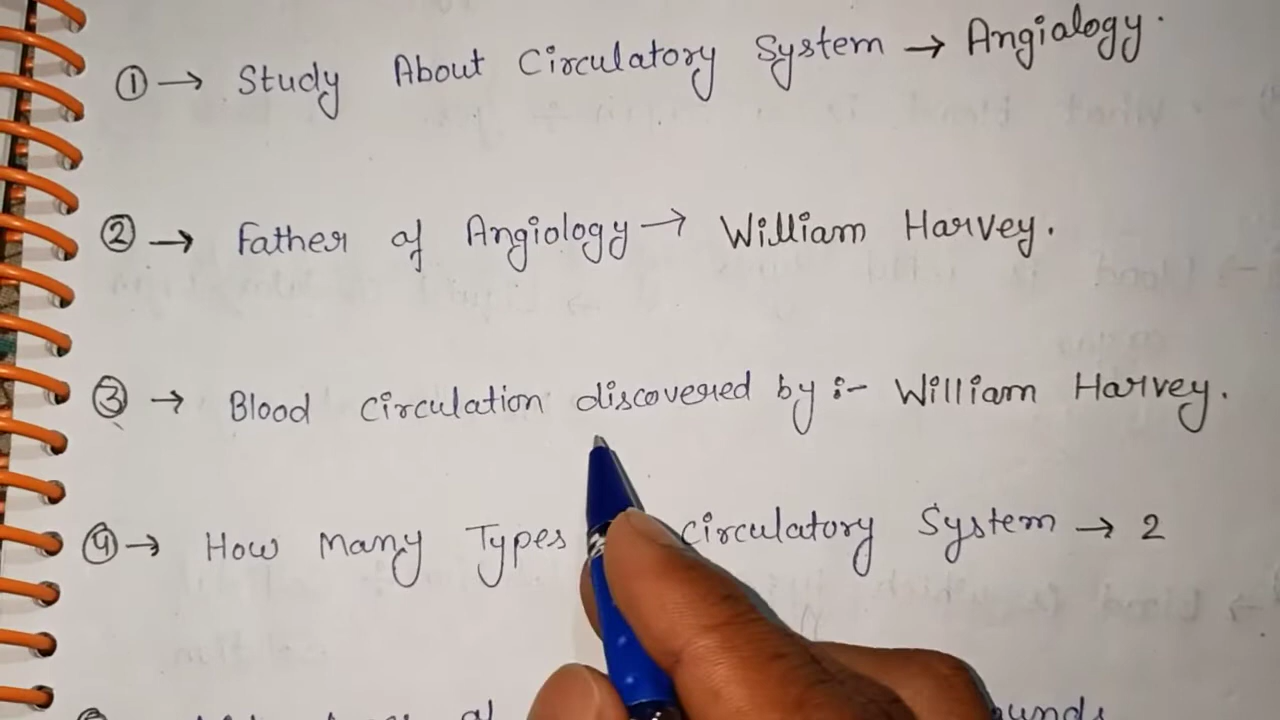 ① → Study About Circulatory System → Angialogy.
② → Father of Angiology → William Harvey.
③ → Blood circulation discovered by :- William Harvey.
④ → How Many Types circulatory System → 2